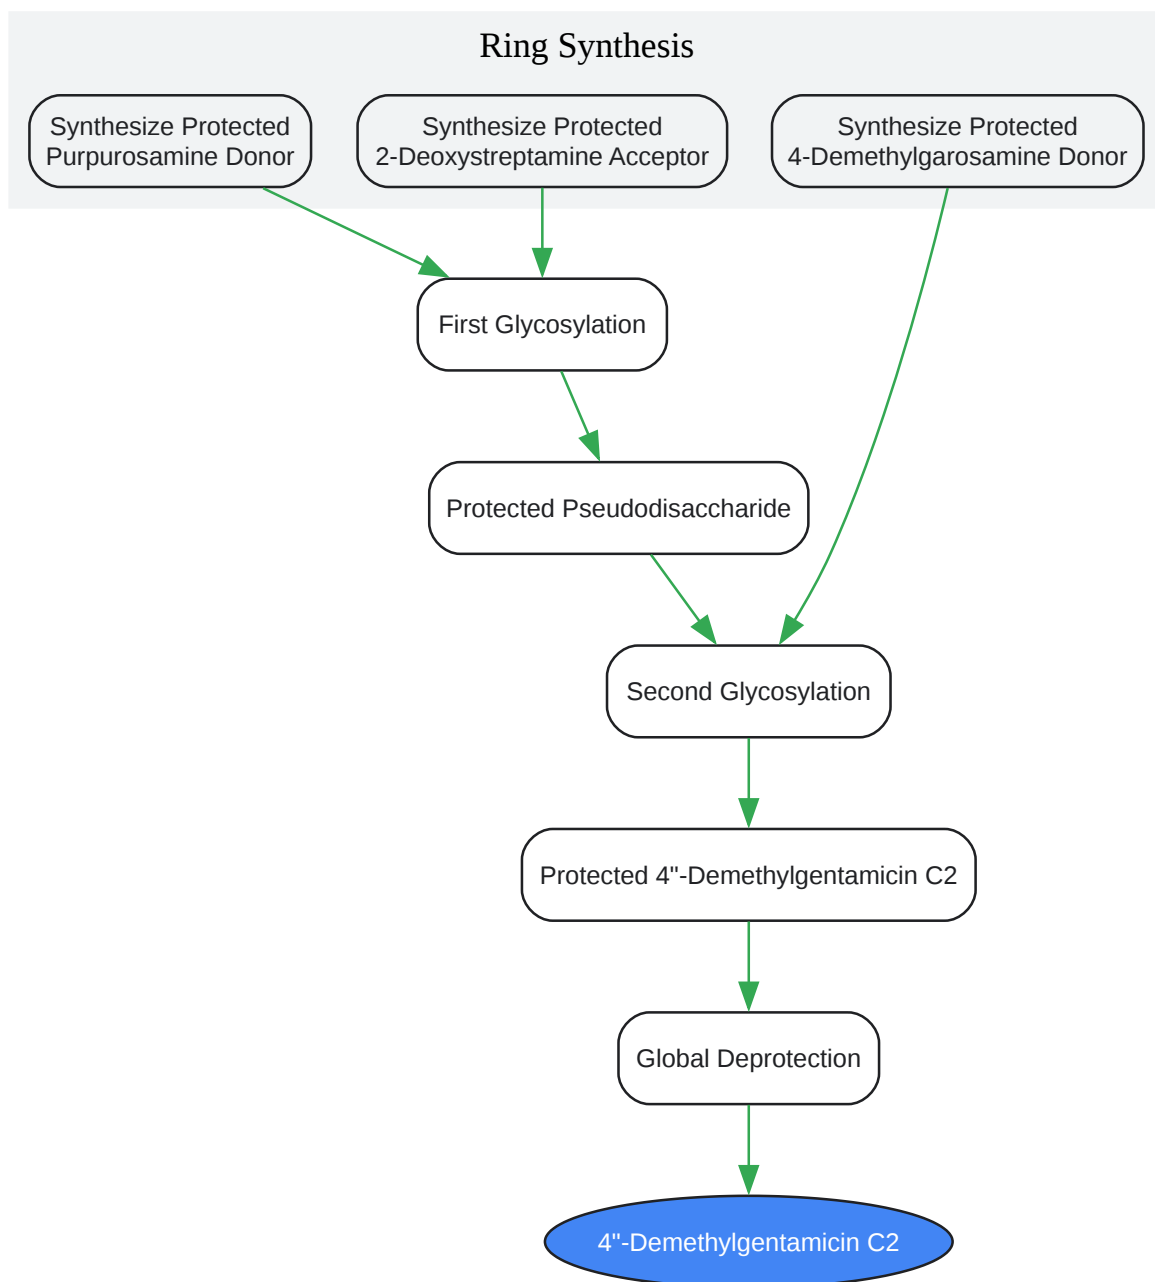 Ring Synthesis
Synthesize Protected
Purpurosamine Donor
Synthesize Protected
2-Deoxystreptamine Acceptor
Synthesize Protected
4-Demethylgarosamine Donor
First Glycosylation
Protected Pseudodisaccharide
Second Glycosylation
Protected 4"-Demethylgentamicin C2
Global Deprotection
4"-Demethylgentamicin C2